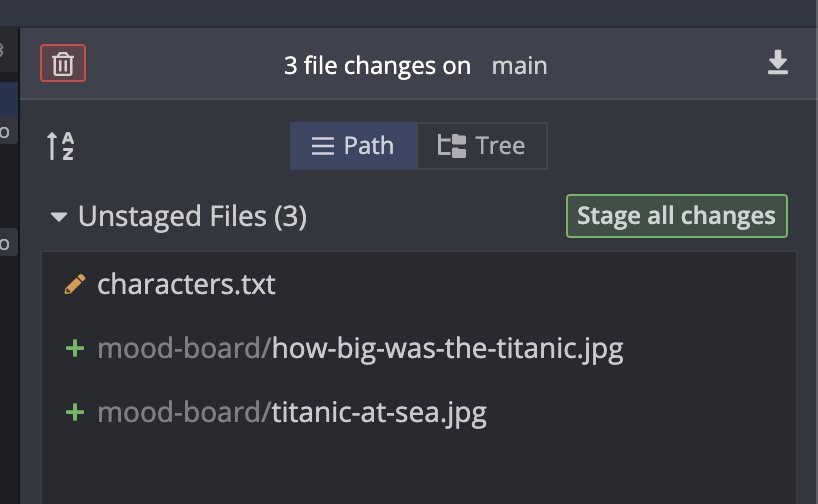 3 file changes on main
Path Tree
Unstaged Files (3) Stage all changes
characters.txt
mood-board/how-big-was-the-titanic.jpg
mood-board/titanic-at-sea.jpg